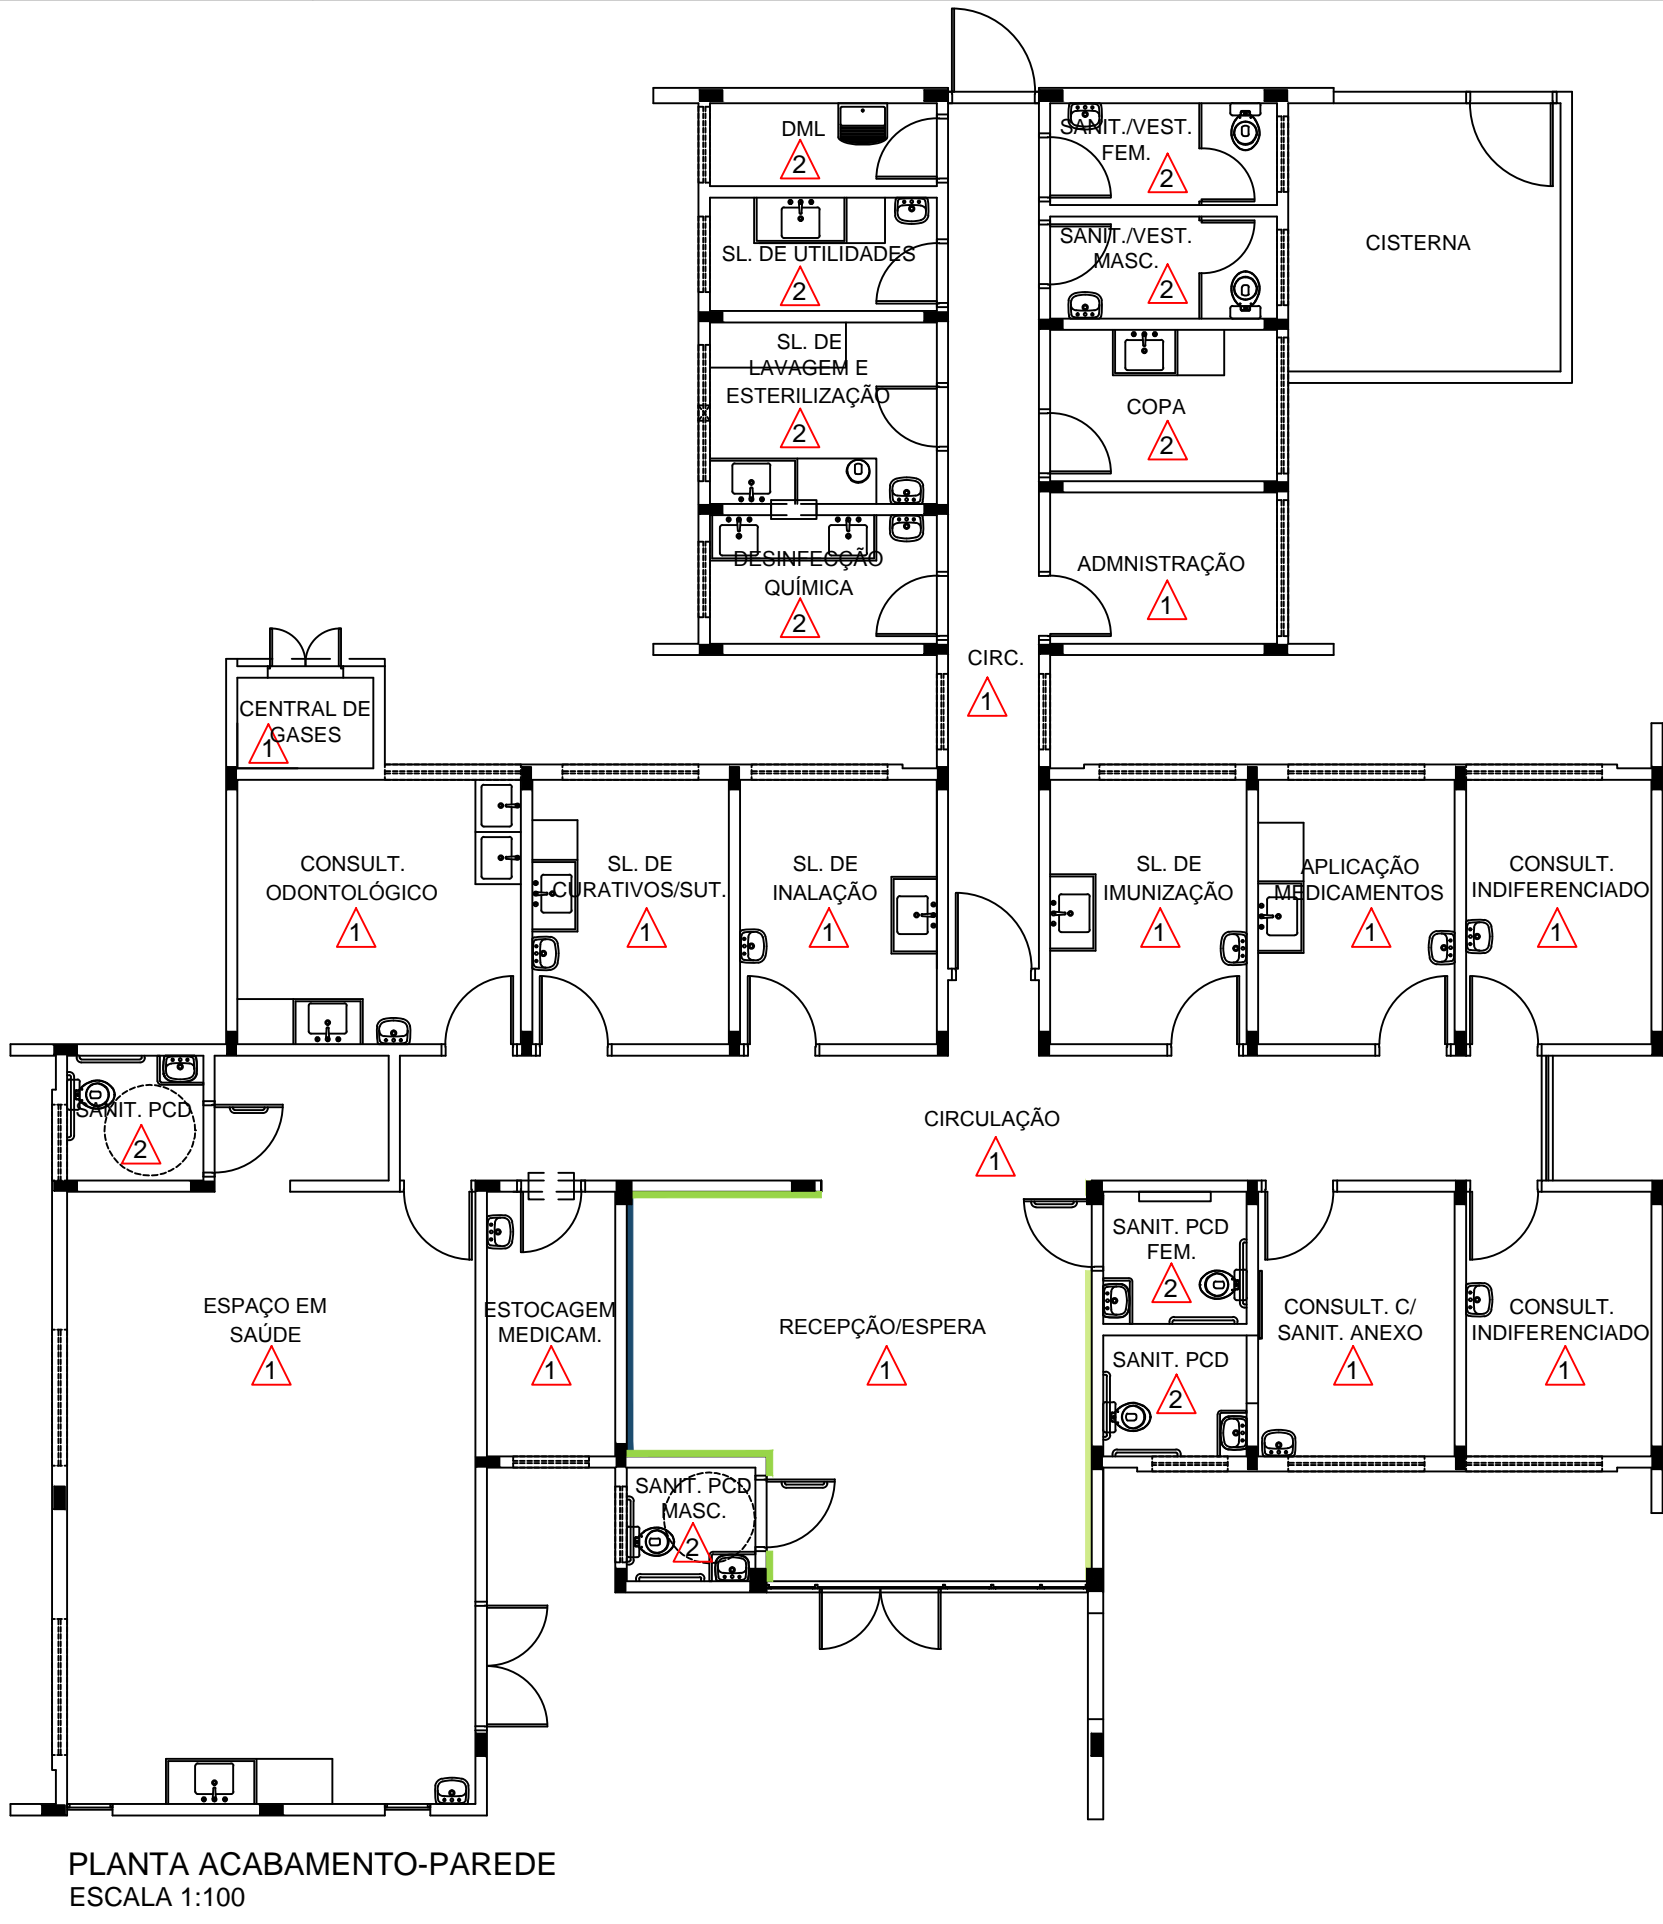 DML
2
SANIT./VEST.
FEM.
2
SL. DE UTILIDADES
2
SANIT./VEST.
MASC.
2
CISTERNA
SL. DE
LAVAGEM E
ESTERILIZAÇÃO
2
COPA
2
DESINFECÇÃO
QUÍMICA
2
ADMNISTRAÇÃO
1
CIRC.
1
CENTRAL DE
GASES
1
CONSULT.
ODONTOLÓGICO
1
SL. DE
CURATIVOS/SUT.
1
SL. DE
INALAÇÃO
1
SL. DE
IMUNIZAÇÃO
1
APLICAÇÃO
MEDICAMENTOS
1
CONSULT.
INDIFERENCIADO
1
SANIT. PCD
2
CIRCULAÇÃO
1
ESPAÇO EM
SAÚDE
1
ESTOCAGEM
MEDICAM.
1
RECEPÇÃO/ESPERA
1
SANIT. PCD
FEM.
2
SANIT. PCD
2
CONSULT. C/
SANIT. ANEXO
1
CONSULT.
INDIFERENCIADO
1
SANIT. PCD
MASC.
2
PLANTA ACABAMENTO-PAREDE
ESCALA 1:100